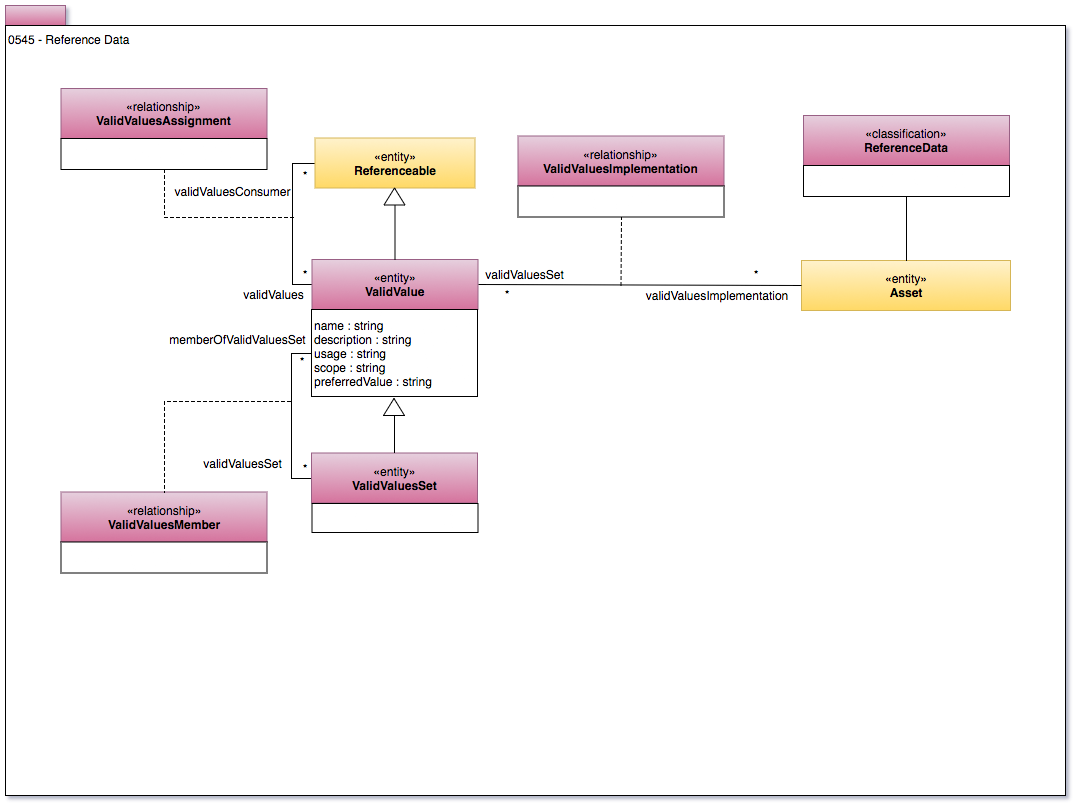 0545 - Reference Data
«relationship»
ValidValuesAssignment
«entity»
Referenceable
*
validValuesConsumer
«relationship»
ValidValuesImplementation
«classification»
ReferenceData
*
validValues
«entity»
ValidValue
name : string
description : string
usage : string
scope : string
preferredValue : string
validValuesSet
*
*
validValuesImplementation
«entity»
Asset
memberOfValidValuesSet
*
validValuesSet
*
«entity»
ValidValuesSet
«relationship»
ValidValuesMember